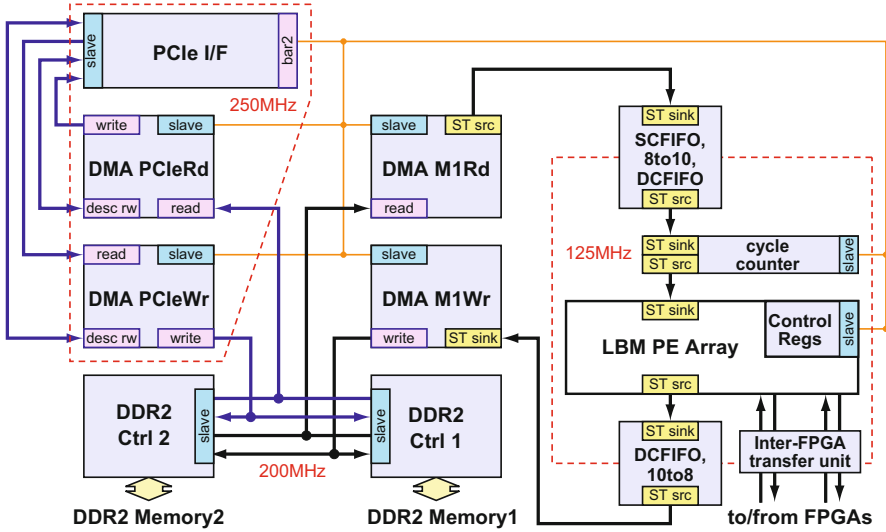 slave
PCIe I/F
bar2
250MHz
write
slave
DMA PCIeRd
desc rw
read
slave
ST src
DMA M1Rd
read
read
slave
DMA PCIeWr
desc rw
write
slave
DMA M1Wr
write
ST sink
DDR2
Ctrl 2
slave
slave
DDR2
Ctrl 1
200MHz
DDR2 Memory2
DDR2 Memory1
ST sink
SCFIFO,
8to10,
DCFIFO
ST src
125MHz
ST sink
ST src
cycle
counter
slave
ST sink
LBM PE Array
Control
Regs
slave
ST src
ST sink
DCFIFO,
10to8
ST src
Inter-FPGA
transfer unit
to/from FPGAs